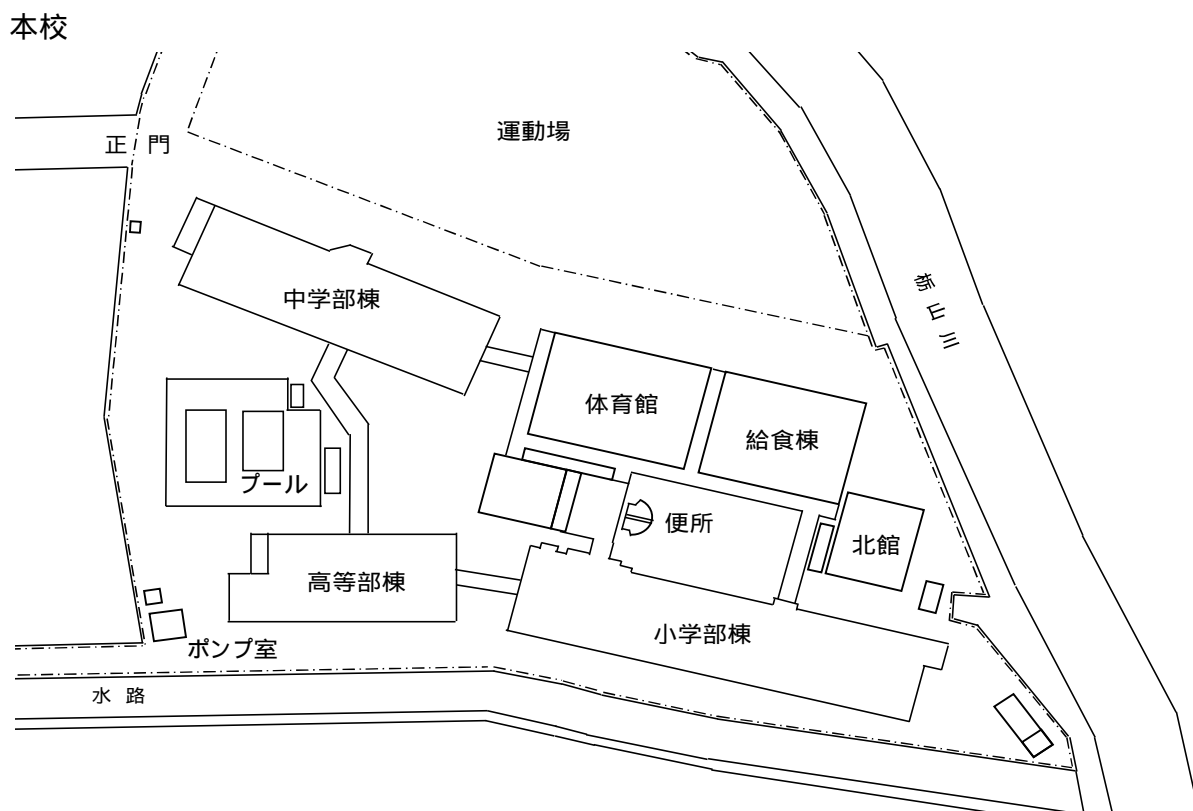 本校
運動場
正門
栃山川
中学部棟
体育館
給食棟
プール
便所
北館
高等部棟
小学部棟
ポンプ室
水路